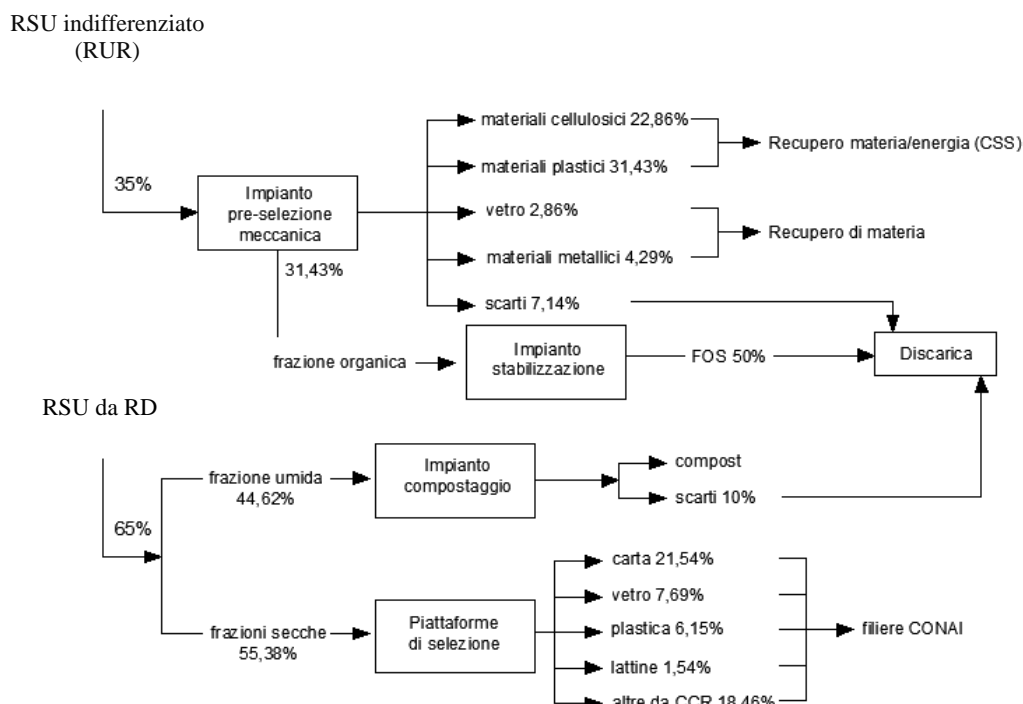 RSU indifferenziato
(RUR)
35%
Impianto
pre-selezione
meccanica
31,43%
materiali cellulosici 22,86%
materiali plastici 31,43%
Recupero materia/energia (CSS)
vetro 2,86%
materiali metallici 4,29%
Recupero di materia
scarti 7,14%
frazione organica
Impianto
stabilizzazione
FOS 50%
Discarica
RSU da RD
65%
frazione umida
44,62%
Impianto
compostaggio
compost
scarti 10%
frazioni secche
55,38%
Piattaforme
di selezione
carta 21,54%
vetro 7,69%
plastica 6,15%
lattine 1,54%
altre da CCR 18,46%
filiere CONAI